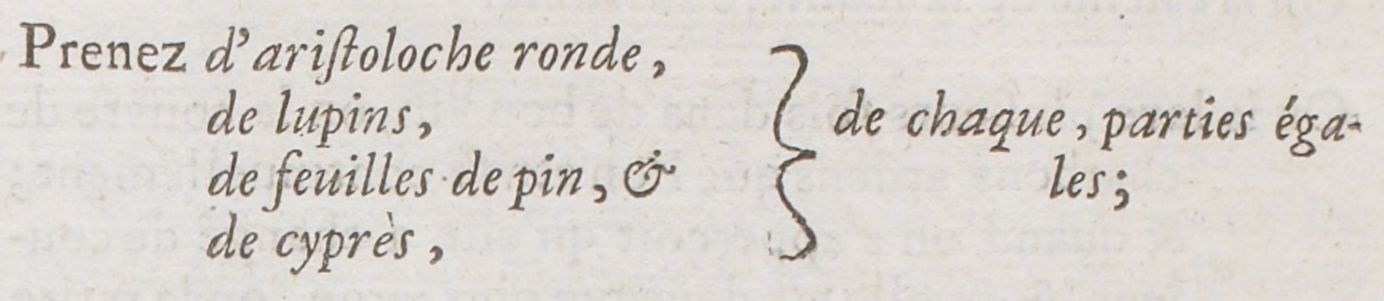 Prenez d'ariſtoloche ronde,
de lupins,
de feuilles de pin, &
de cyprès,
de chaque, parties éga-
les;